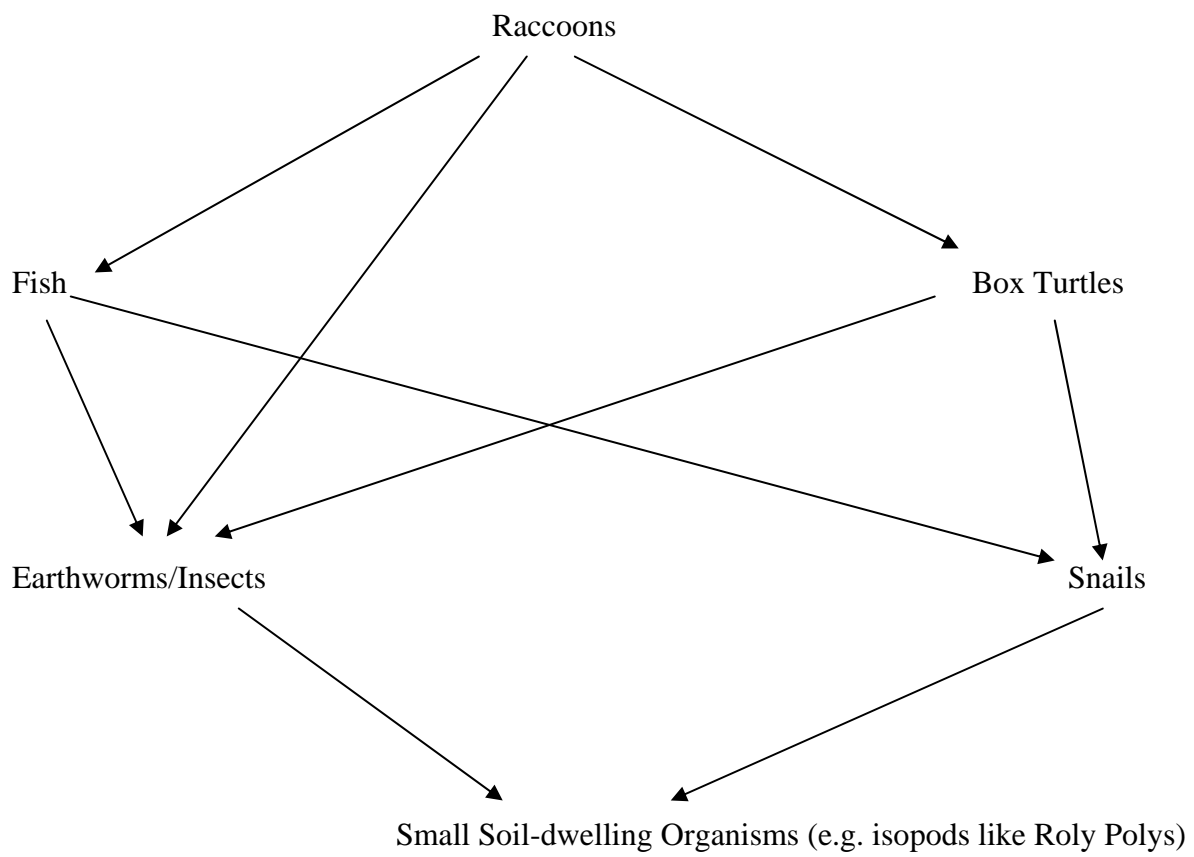 Raccoons
Fish
Box Turtles
Earthworms/Insects
Snails
Small Soil-dwelling Organisms (e.g. isopods like Roly Polys)